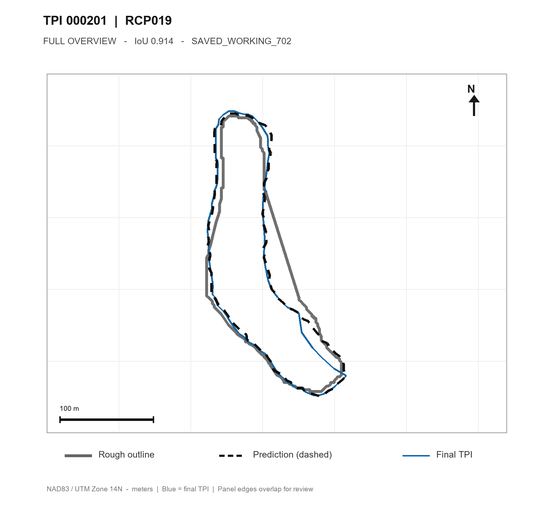 TPI 000201 | RCP019
FULL OVERVIEW - IoU 0.914 - SAVED_WORKING_702
N
100 m
Rough outline Prediction (dashed) Final TPI
NAD83 / UTM Zone 14N - meters | Blue = final TPI | Panel edges overlap for review